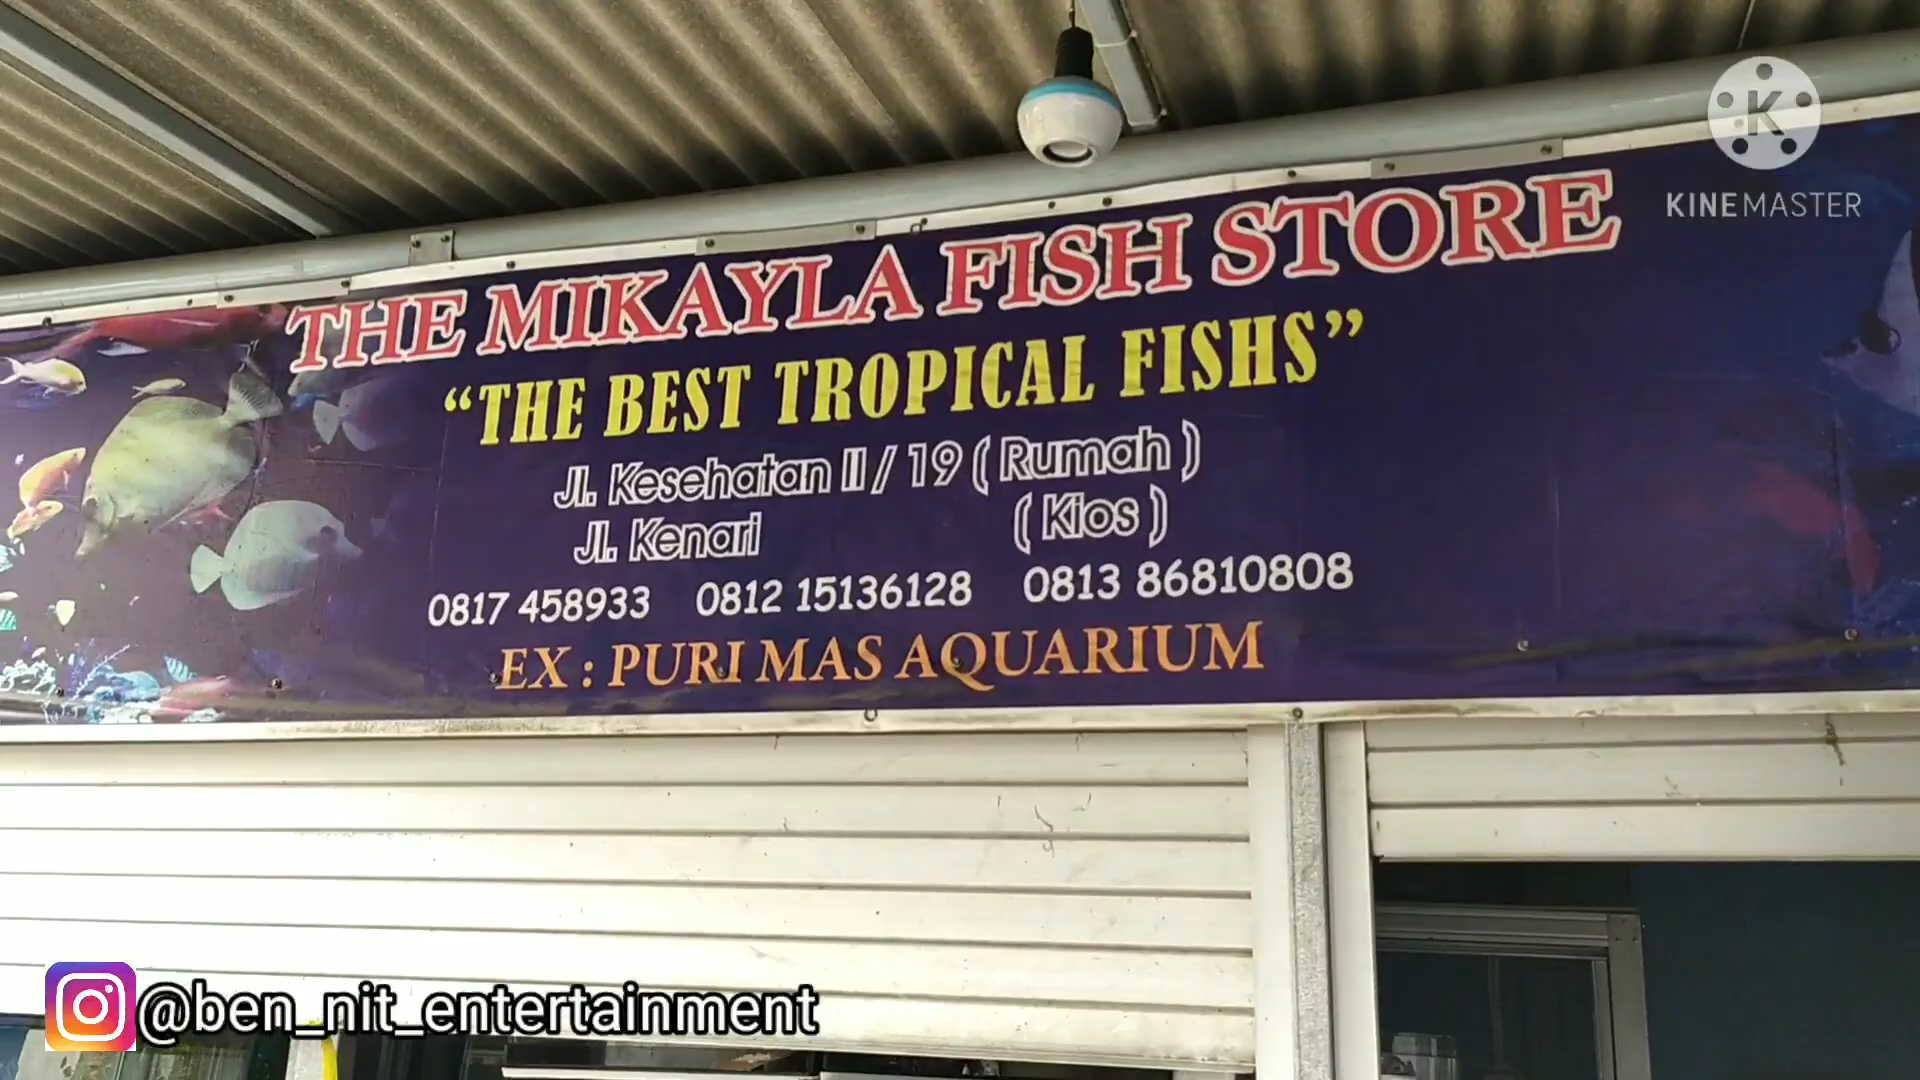 K
KINEMASTER
THE MIKAYLA FISH STORE
“THE BEST TROPICAL FISHS”
Jl. Kesehatan II / 19 ( Rumah )
Jl. Kenari ( Kios )
0817 458933 0812 15136128 0813 86810808
EX : PURI MAS AQUARIUM
@ben_nit_entertainment